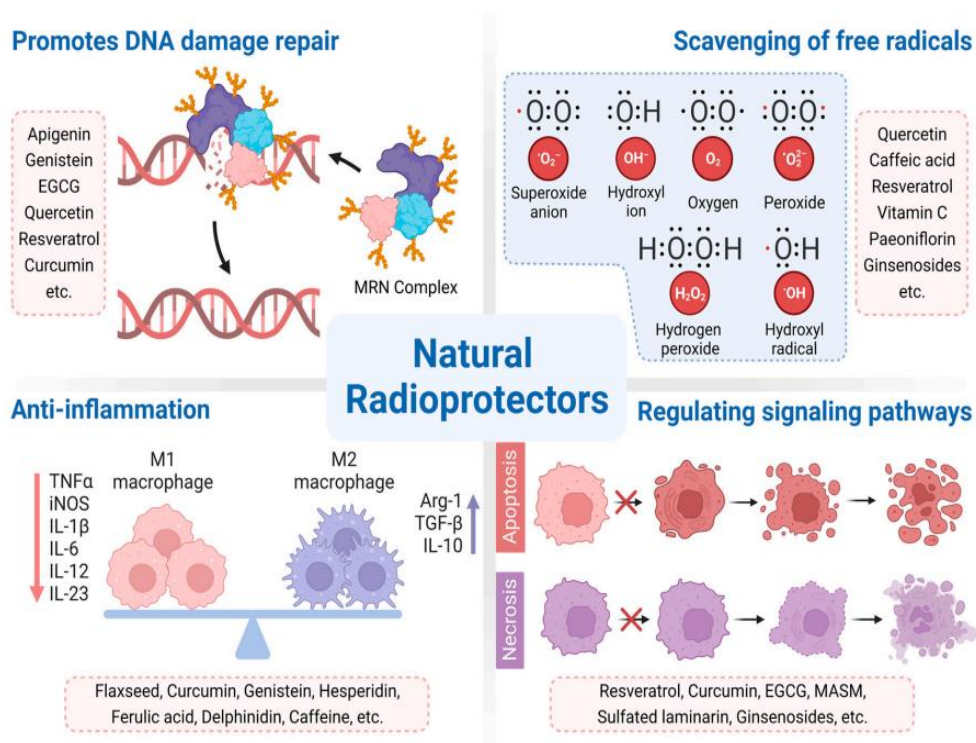 Promotes DNA damage repair
Apigenin
Genistein
EGCG
Quercetin
Resveratrol
Curcumin
etc.
MRN Complex
Scavenging of free radicals
·O:O: :OH ·O:O· :O:O:
·O₂⁻ OH⁻ O₂ ·O₂²⁻
Superoxide
anion
Hydroxyl
ion
Oxygen
Peroxide
H:O:O:H ·OH
H₂O₂ ·OH
Hydrogen
peroxide
Hydroxyl
radical
Quercetin
Caffeic acid
Resveratrol
Vitamin C
Paeoniflorin
Ginsenosides
etc.
Natural
Radioprotectors
Anti-inflammation
TNFα
iNOS
IL-1β
IL-6
IL-12
IL-23
M1
macrophage
M2
macrophage
Arg-1
TGF-β
IL-10
Flaxseed, Curcumin, Genistein, Hesperidin,
Ferulic acid, Delphinidin, Caffeine, etc.
Regulating signaling pathways
Apoptosis
Necrosis
Resveratrol, Curcumin, EGCG, MASM,
Sulfated laminarin, Ginsenosides, etc.